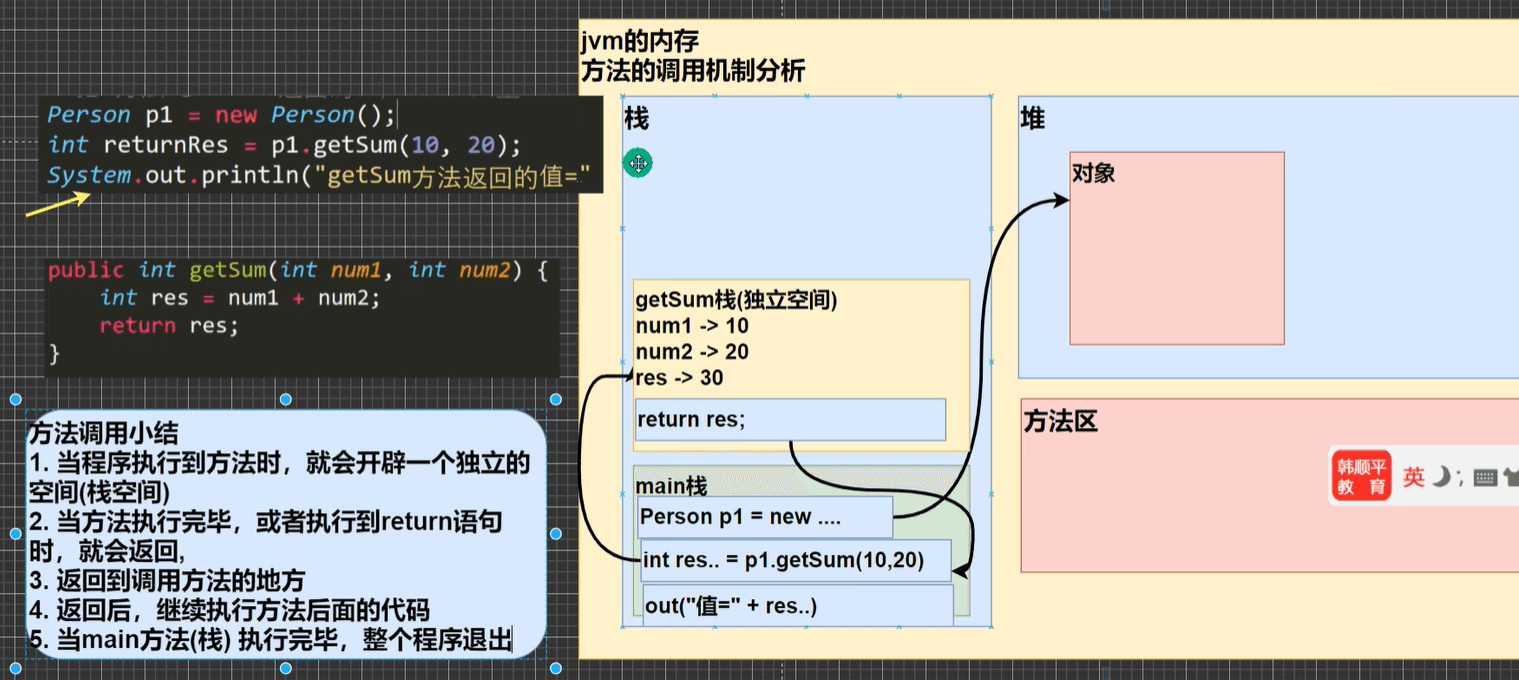 jvm的内存
方法的调用机制分析
Person p1 = new Person();
int returnRes = p1.getSum(10, 20);
System.out.println("getSum方法返回的值="
public int getSum(int num1, int num2) {
int res = num1 + num2;
return res;
}
方法调用小结
1. 当程序执行到方法时，就会开辟一个独立的
空间(栈空间)
2. 当方法执行完毕，或者执行到return语句
时，就会返回,
3. 返回到调用方法的地方
4. 返回后，继续执行方法后面的代码
5. 当main方法(栈) 执行完毕，整个程序退出
栈
getSum栈(独立空间)
num1 -> 10
num2 -> 20
res -> 30
return res;
main栈
Person p1 = new ....
int res.. = p1.getSum(10,20)
out("值=" + res..)
堆
对象
方法区
韩顺平
教 育
英